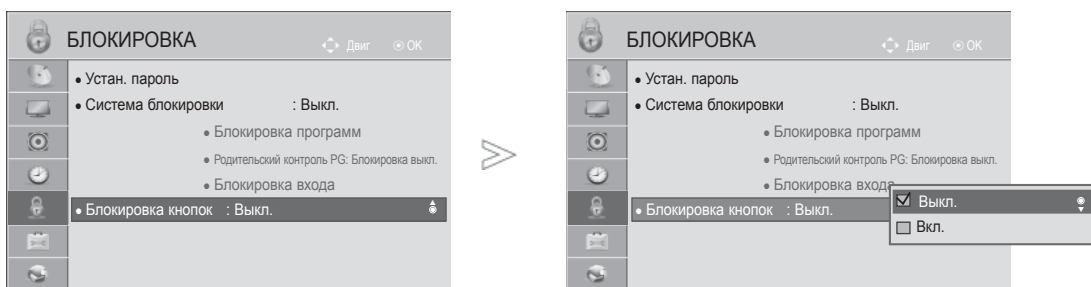 БЛОКИРОВКА
Двиг OK
• Устан. пароль
• Система блокировки : Выкл.
• Блокировка программ
• Родительский контроль PG: Блокировка выкл.
• Блокировка входа
• Блокировка кнопок : Выкл.
БЛОКИРОВКА
Двиг OK
• Устан. пароль
• Система блокировки : Выкл.
• Блокировка программ
• Родительский контроль PG: Блокировка выкл.
• Блокировка входа
• Блокировка кнопок : Выкл.
Выкл.
Вкл.